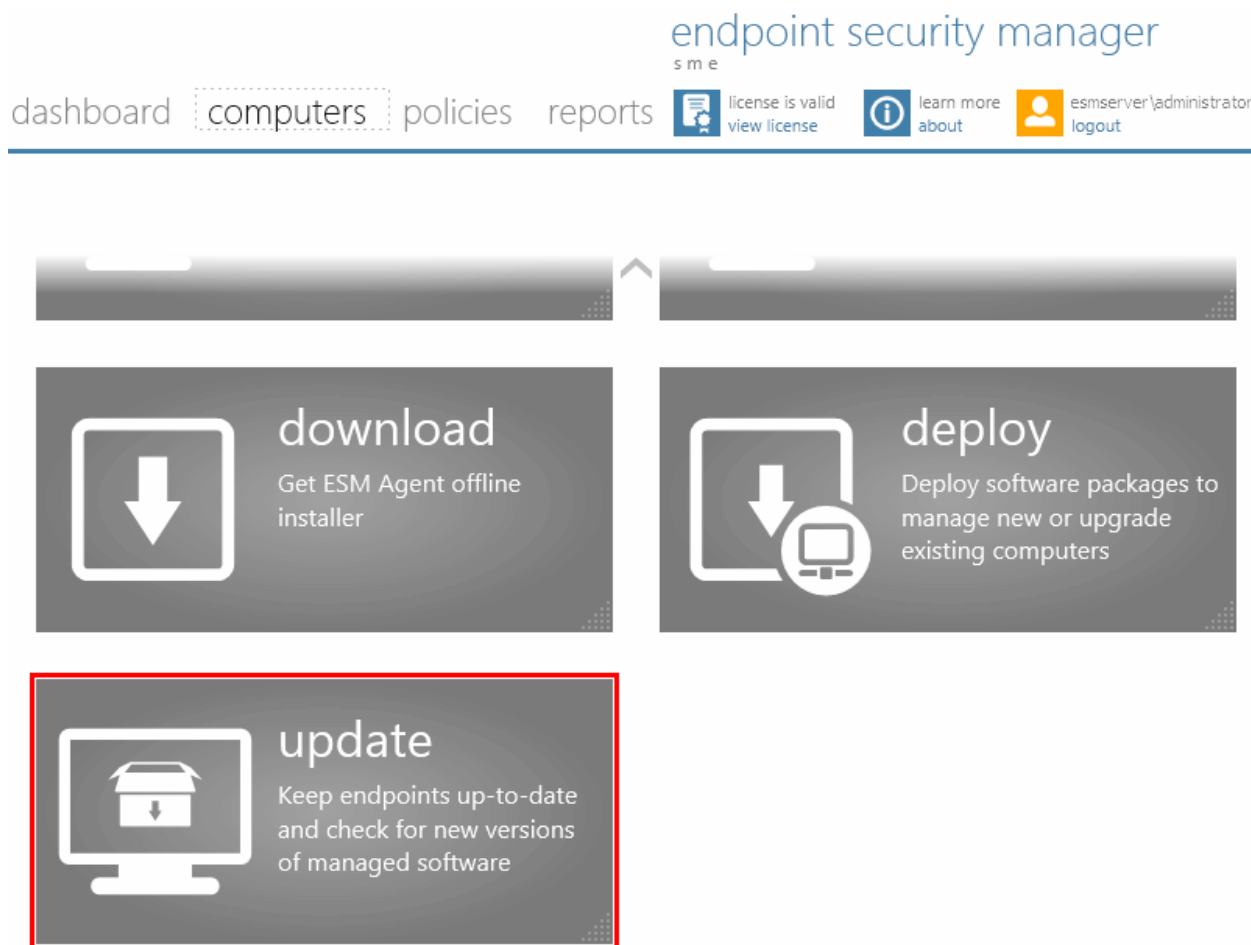 endpoint security manager
s m e
dashboard computers policies reports
license is valid
view license
learn more
about
esmserver\administrator
logout
download
Get ESM Agent offline
installer
deploy
Deploy software packages to
manage new or upgrade
existing computers
update
Keep endpoints up-to-date
and check for new versions
of managed software